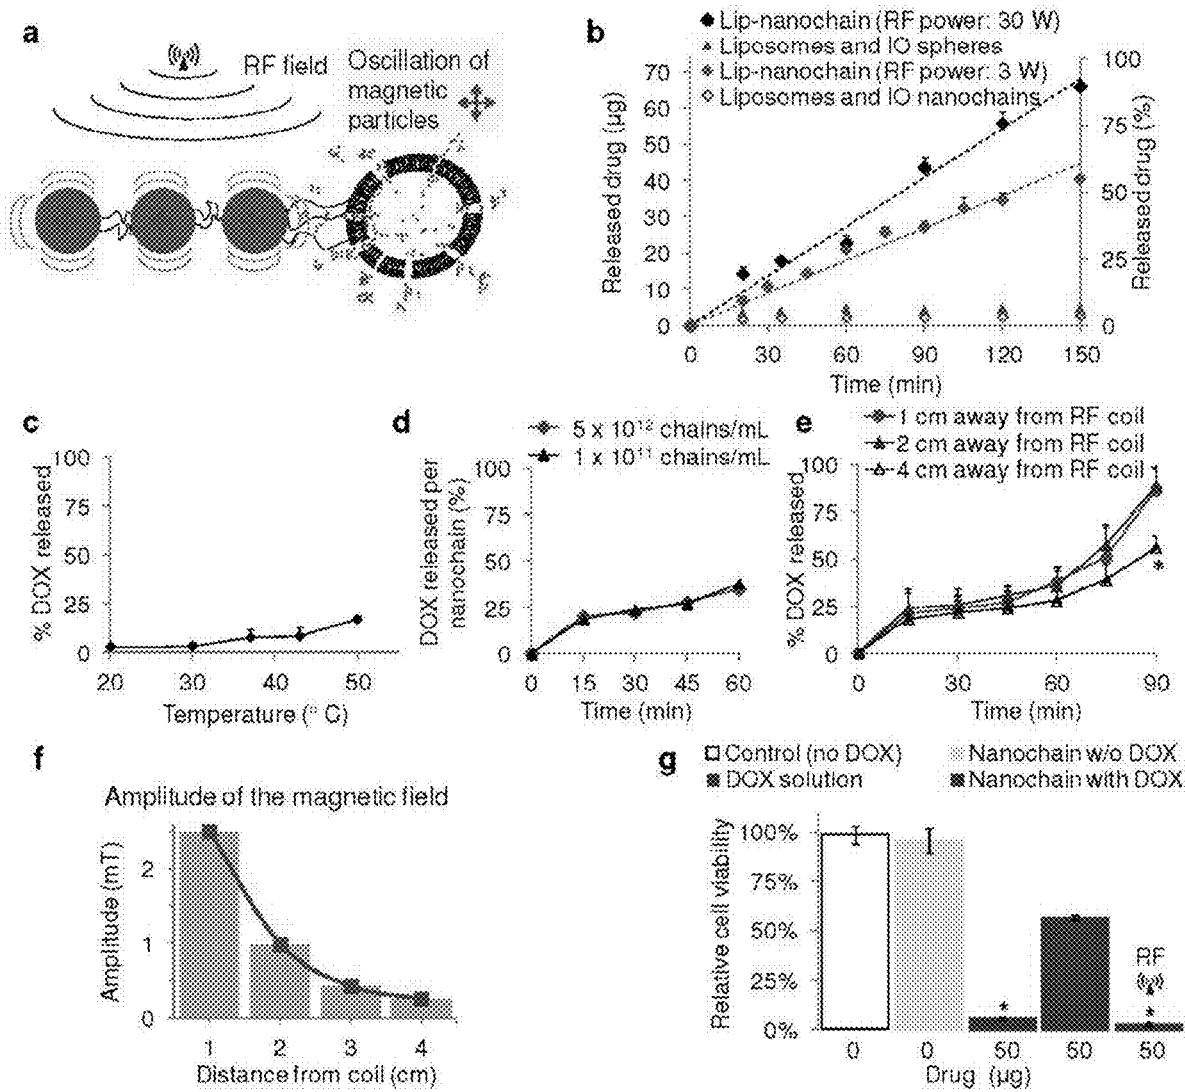 a
RF field
Oscillation of
magnetic
particles
b
Lip-nanochain (RF power: 30 W)
Liposomes and IO spheres
Lip-nanochain (RF power: 3 W)
Liposomes and IO nanochains
Released drug (µg)
70
60
50
40
30
20
10
0
100
75
50
25
0
Released drug (%)
0 30 60 90 120 150
Time (min)
c
% DOX released
100
75
50
25
0
20 30 40 50
Temperature (° C)
d
5 x 10¹² chains/mL
1 x 10¹¹ chains/mL
DOX released per
nanochain (%)
100
75
50
25
0
0 15 30 45 60
Time (min)
e
1 cm away from RF coil
2 cm away from RF coil
4 cm away from RF coil
% DOX released
100
75
50
25
0
*
0 30 60 90
Time (min)
f
Amplitude of the magnetic field
Amplitude (mT)
2
1
0
1 2 3 4
Distance from coil (cm)
g
Control (no DOX)
Nanochain w/o DOX
DOX solution
Nanochain with DOX
Relative cell viability
100%
75%
50%
25%
0%
RF
* *
0 0 50 50 50
Drug (µg)